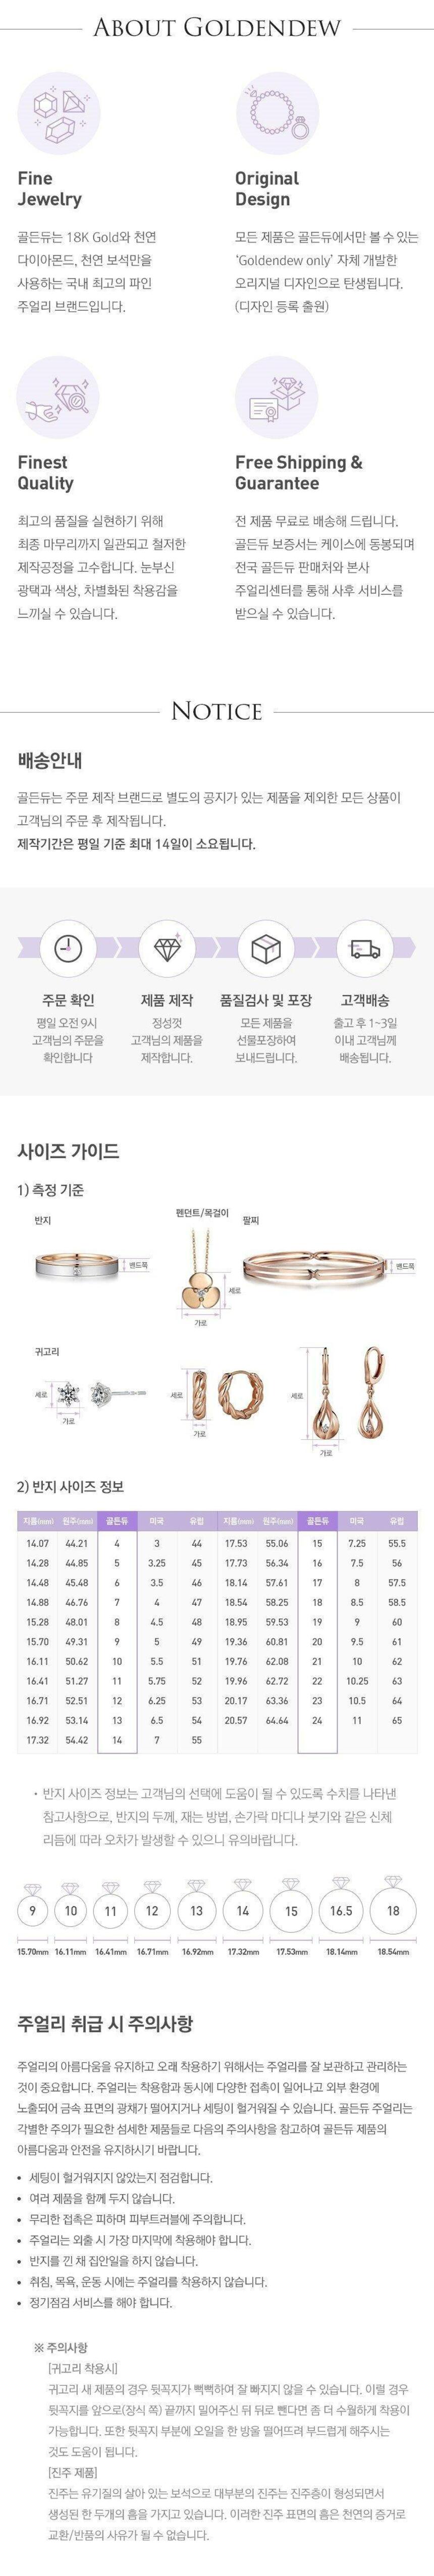 ABOUT GOLDENDEW
Fine
Jewelry
골든듀는 18K Gold와 천연
다이아몬드, 천연 보석만을
사용하는 국내 최고의 파인
주얼리 브랜드입니다.
Original
Design
모든 제품은 골든듀에서만 볼 수 있는
'Goldendew only' 자체 개발한
오리지널 디자인으로 탄생됩니다.
(디자인 등록 출원)
Finest
Quality
최고의 품질을 실현하기 위해
최종 마무리까지 일관되고 철저한
제작공정을 고수합니다. 눈부신
광택과 색상, 차별화된 착용감을
느끼실 수 있습니다.
Free Shipping &
Guarantee
전 제품 무료로 배송해 드립니다.
골든듀 보증서는 케이스에 동봉되며
전국 골든듀 판매처와 본사
주얼리센터를 통해 사후 서비스를
받으실 수 있습니다.
NOTICE
배송안내
골든듀는 주문 제작 브랜드로 별도의 공지가 있는 제품을 제외한 모든 상품이
고객님의 주문 후 제작됩니다.
제작기간은 평일 기준 최대 14일이 소요됩니다.
주문 확인
평일 오전 9시
고객님의 주문을
확인합니다
제품 제작
정성껏
고객님의 제품을
제작합니다.
품질검사 및 포장
모든 제품을
선물포장하여
보내드립니다.
고객배송
출고 후 1~3일
이내 고객님께
배송됩니다.
사이즈 가이드
1) 측정 기준
반지
밴드폭
펜던트/목걸이
세로
가로
팔찌
밴드폭
귀고리
세로
가로
세로
가로
세로
가로
2) 반지 사이즈 정보
지름(mm) 원주(mm) 골든듀 미국 유럽 지름(mm) 원주(mm) 골든듀 미국 유럽
14.07 44.21 4 3 44 17.53 55.06 15 7.25 55.5
14.28 44.85 5 3.25 45 17.73 56.34 16 7.5 56
14.48 45.48 6 3.5 46 18.14 57.61 17 8 57.5
14.88 46.76 7 4 47 18.54 58.25 18 8.5 58.5
15.28 48.01 8 4.5 48 18.95 59.53 19 9 60
15.70 49.31 9 5 49 19.36 60.81 20 9.5 61
16.11 50.62 10 5.5 51 19.76 62.08 21 10 62
16.41 51.27 11 5.75 52 19.96 62.72 22 10.25 63
16.71 52.51 12 6.25 53 20.17 63.36 23 10.5 64
16.92 53.14 13 6.5 54 20.57 64.64 24 11 65
17.32 54.42 14 7 55
· 반지 사이즈 정보는 고객님의 선택에 도움이 될 수 있도록 수치를 나타낸
참고사항으로, 반지의 두께, 재는 방법, 손가락 마디나 붓기와 같은 신체
리듬에 따라 오차가 발생할 수 있으니 유의바랍니다.
9 10 11 12 13 14 15 16.5 18
15.70mm 16.11mm 16.41mm 16.71mm 16.92mm 17.32mm 17.53mm 18.14mm 18.54mm
주얼리 취급 시 주의사항
주얼리의 아름다움을 유지하고 오래 착용하기 위해서는 주얼리를 잘 보관하고 관리하는
것이 중요합니다. 주얼리는 착용함과 동시에 다양한 접촉이 일어나고 외부 환경에
노출되어 금속 표면의 광채가 떨어지거나 세팅이 헐거워질 수 있습니다. 골든듀 주얼리는
각별한 주의가 필요한 섬세한 제품들로 다음의 주의사항을 참고하여 골든듀 제품의
아름다움과 안전을 유지하시기 바랍니다.
• 세팅이 헐거워지지 않았는지 점검합니다.
• 여러 제품을 함께 두지 않습니다.
• 무리한 접촉은 피하며 피부트러블에 주의합니다.
• 주얼리는 외출 시 가장 마지막에 착용해야 합니다.
• 반지를 낀 채 집안일을 하지 않습니다.
• 취침, 목욕, 운동 시에는 주얼리를 착용하지 않습니다.
• 정기점검 서비스를 해야 합니다.
※ 주의사항
[귀고리 착용시]
귀고리 새 제품의 경우 뒷꼭지가 뻑뻑하여 잘 빠지지 않을 수 있습니다. 이럴 경우
뒷꼭지를 앞으로(장식 쪽) 끝까지 밀어주신 뒤 뒤로 뺀다면 좀 더 수월하게 착용이
가능합니다. 또한 뒷꼭지 부분에 오일을 한 방울 떨어뜨려 부드럽게 해주시는
것도 도움이 됩니다.
[진주 제품]
진주는 유기질의 살아 있는 보석으로 대부분의 진주는 진주층이 형성되면서
생성된 한 두개의 흠을 가지고 있습니다. 이러한 진주 표면의 흠은 천연의 증거로
교환/반품의 사유가 될 수 없습니다.